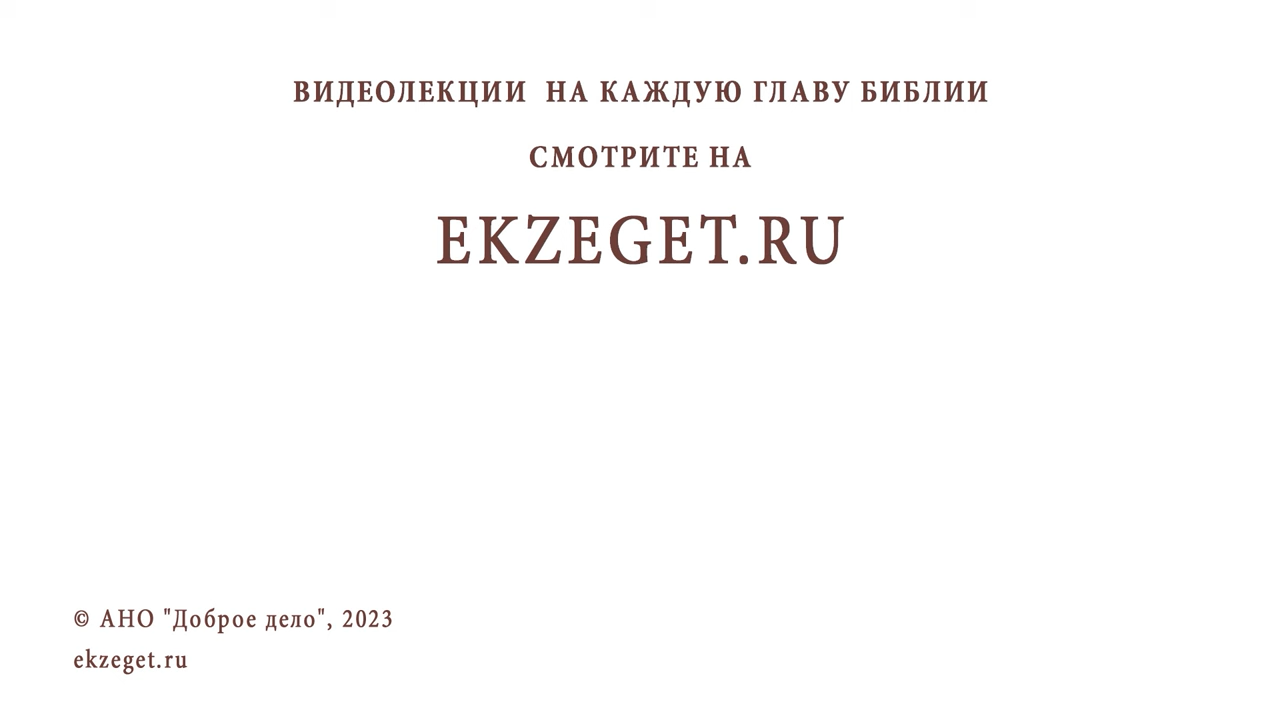 ВИДЕОЛЕКЦИИ НА КАЖДУЮ ГЛАВУ БИБЛИИ
СМОТРИТЕ НА
EKZEGET.RU
© АНО "Доброе дело", 2023
ekzeget.ru